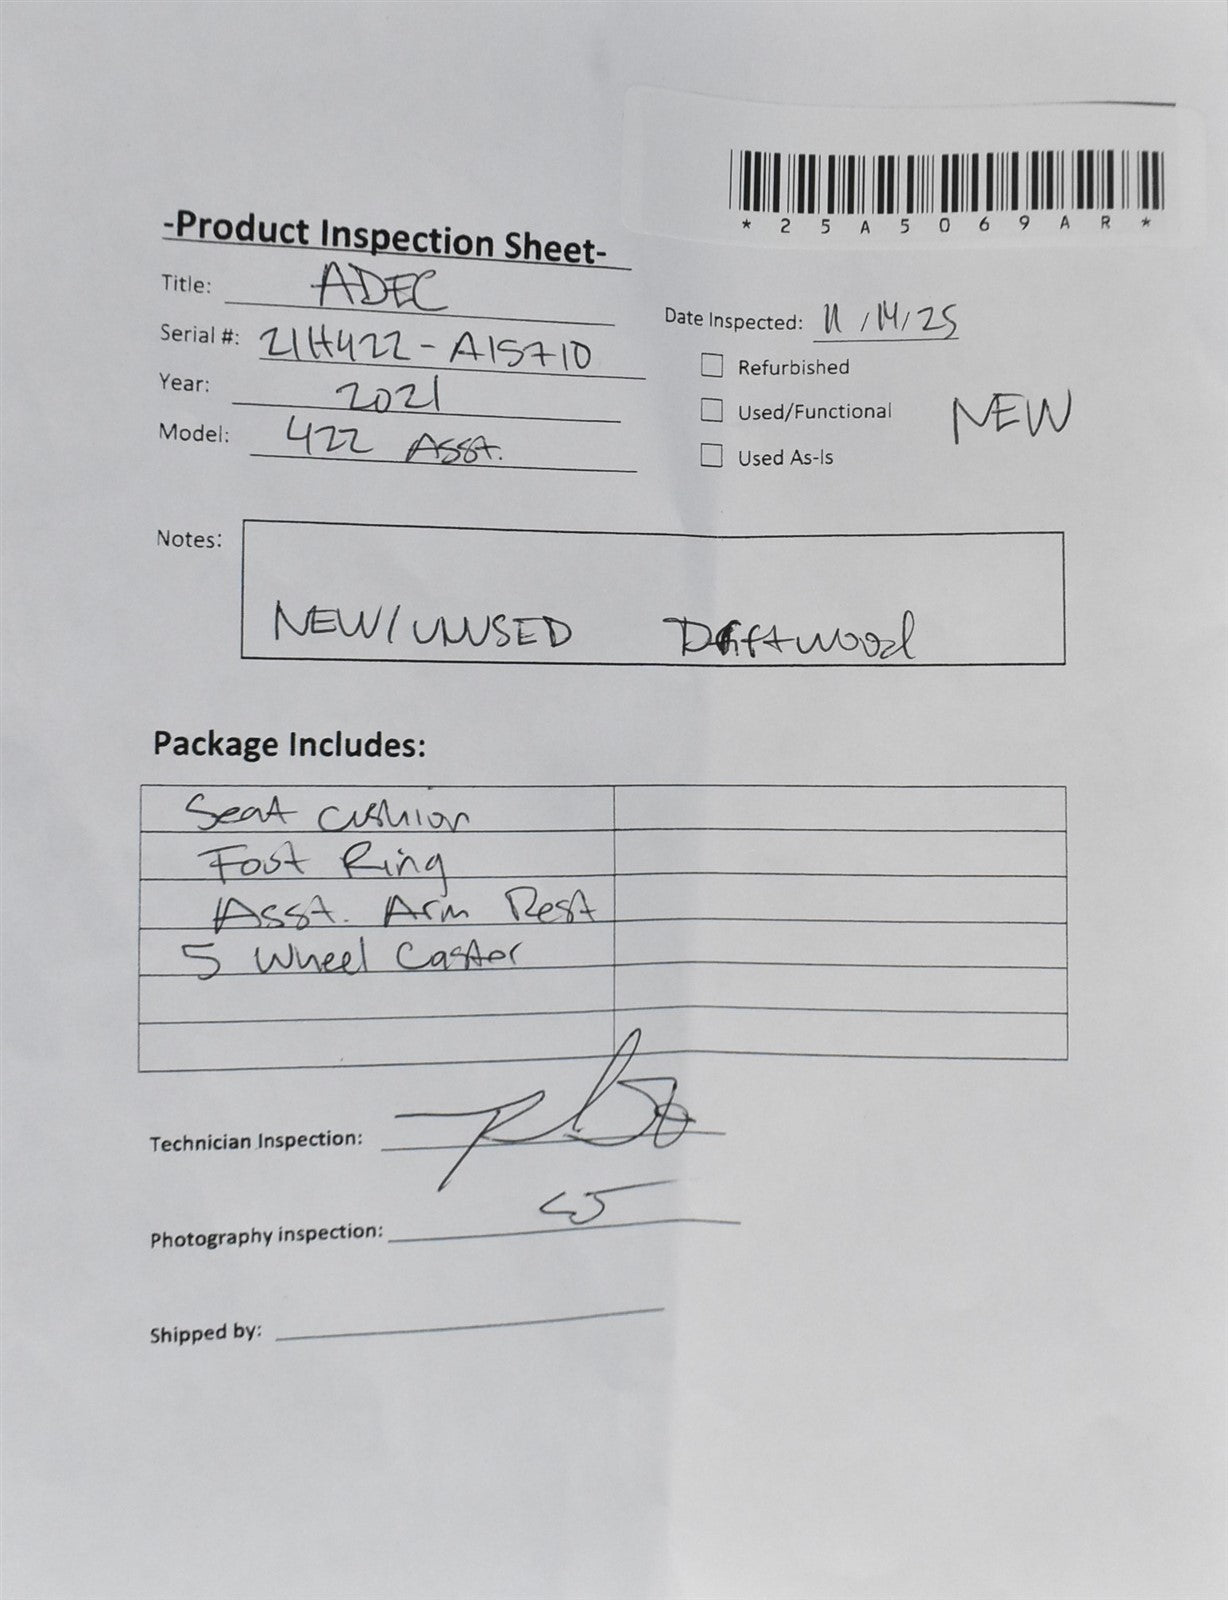 *25A5069AR*
-Product Inspection Sheet-
Title: ADEC
Serial #: 21H422-A15710
Year: 2021
Model: 422 Asst.
Date Inspected: 11/14/25
Refurbished
Used/Functional
Used As-Is
NEW
Notes:
NEW/UNUSED Driftwood
Package Includes:
Seat cushion
Foot Ring
Asst. Arm Rest
5 Wheel Caster
Technician Inspection:
Photography inspection:
Shipped by: